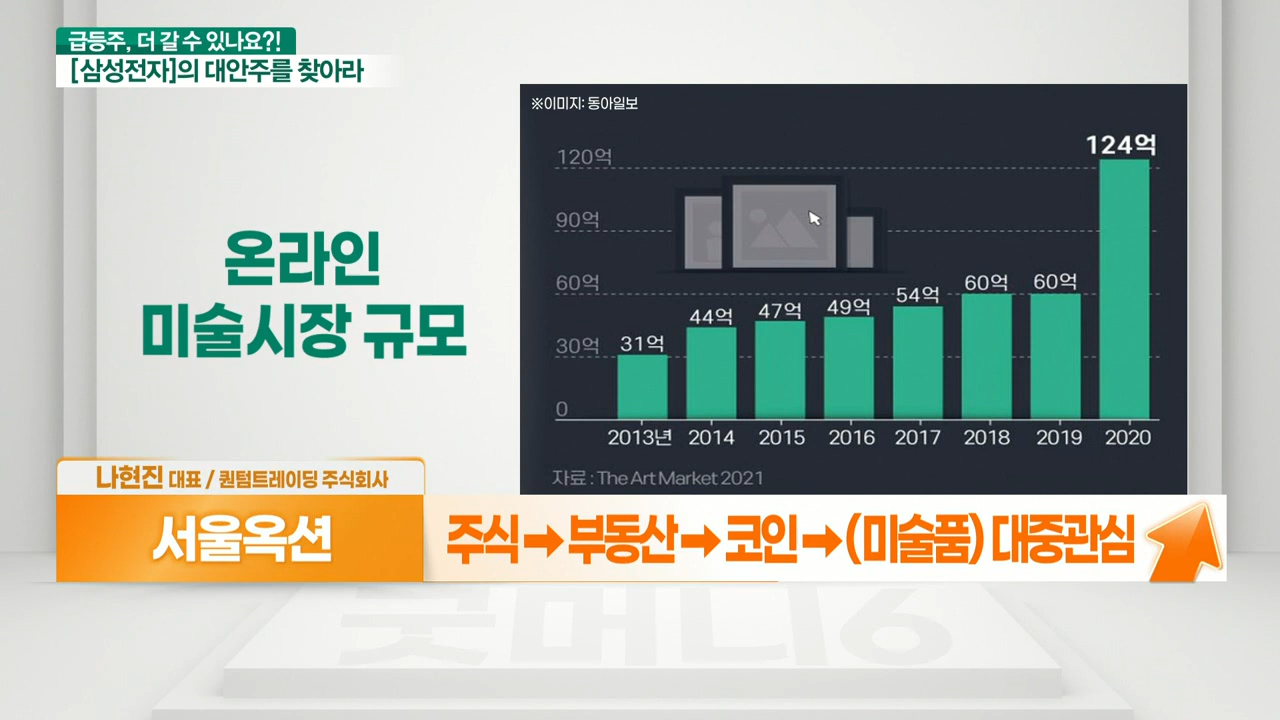 급등주, 더 갈 수 있나요?!
[삼성전자]의 대안주를 찾아라
온라인
미술시장 규모
※이미지: 동아일보
124억
120억
90억
60억
30억
0
31억
44억
47억
49억
54억
60억
60억
2013년 2014 2015 2016 2017 2018 2019 2020
자료 : The Art Market 2021
나현진 대표 / 퀀텀트레이딩 주식회사
서울옥션
주식→부동산→코인→(미술품) 대중관심
굿머니6